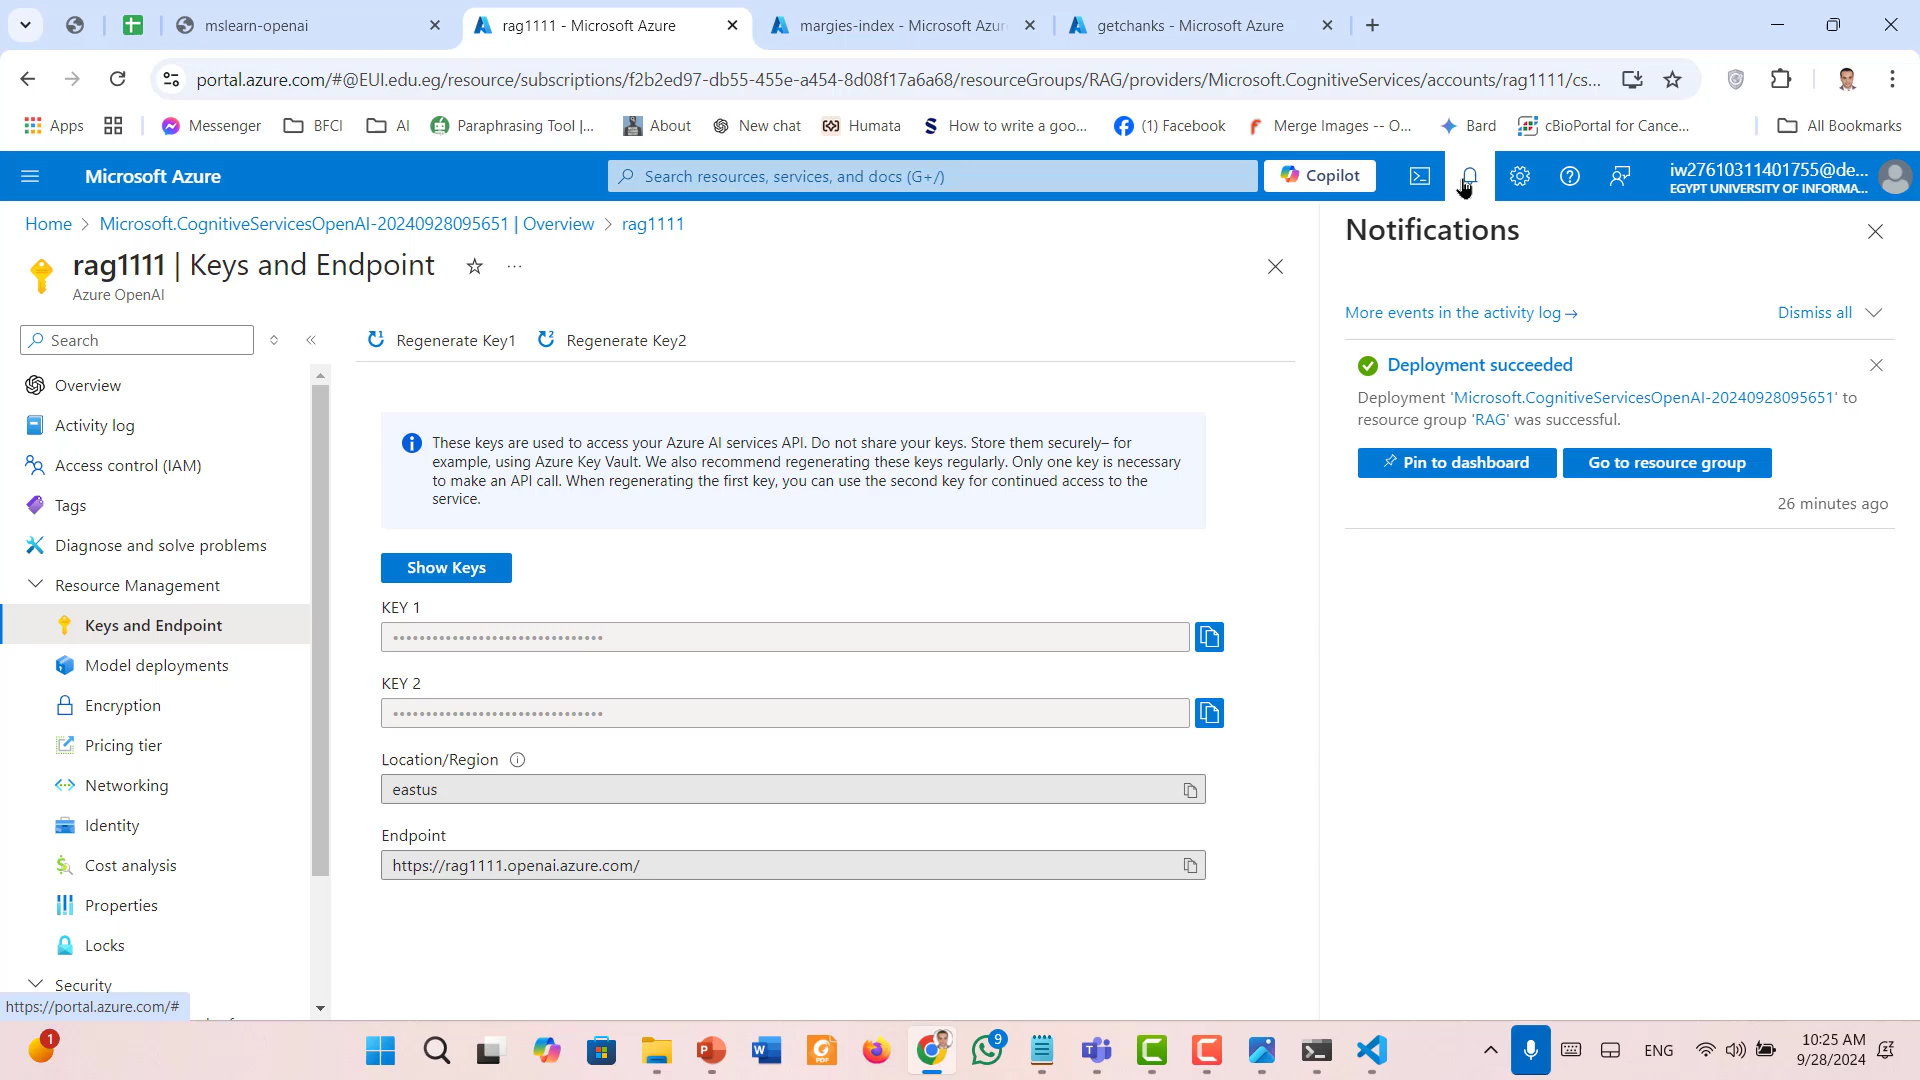 mslearn-openai
rag1111 - Microsoft Azure
margies-index - Microsoft Azur
getchanks - Microsoft Azure
portal.azure.com/#@EUI.edu.eg/resource/subscriptions/f2b2ed97-db55-455e-a454-8d08f17a6a68/resourceGroups/RAG/providers/Microsoft.CognitiveServices/accounts/rag1111/cs...
Apps
Messenger
BFCI
AI
Paraphrasing Tool |...
About
New chat
Humata
How to write a goo...
(1) Facebook
Merge Images -- O...
Bard
cBioPortal for Cance...
All Bookmarks
Microsoft Azure
Search resources, services, and docs (G+/)
Copilot
iw27610311401755@de...
EGYPT UNIVERSITY OF INFORMA...
Home > Microsoft.CognitiveServicesOpenAI-20240928095651 | Overview > rag1111
rag1111 | Keys and Endpoint
Azure OpenAI
Search
Overview
Activity log
Access control (IAM)
Tags
Diagnose and solve problems
Resource Management
Keys and Endpoint
Model deployments
Encryption
Pricing tier
Networking
Identity
Cost analysis
Properties
Locks
Security
https://portal.azure.com/#
Regenerate Key1
Regenerate Key2
These keys are used to access your Azure AI services API. Do not share your keys. Store them securely– for
example, using Azure Key Vault. We also recommend regenerating these keys regularly. Only one key is necessary
to make an API call. When regenerating the first key, you can use the second key for continued access to the
service.
Show Keys
KEY 1
KEY 2
Location/Region
eastus
Endpoint
https://rag1111.openai.azure.com/
Notifications
More events in the activity log →
Dismiss all
Deployment succeeded
Deployment 'Microsoft.CognitiveServicesOpenAI-20240928095651' to
resource group 'RAG' was successful.
Pin to dashboard
Go to resource group
26 minutes ago
1
9
ENG
10:25 AM
9/28/2024